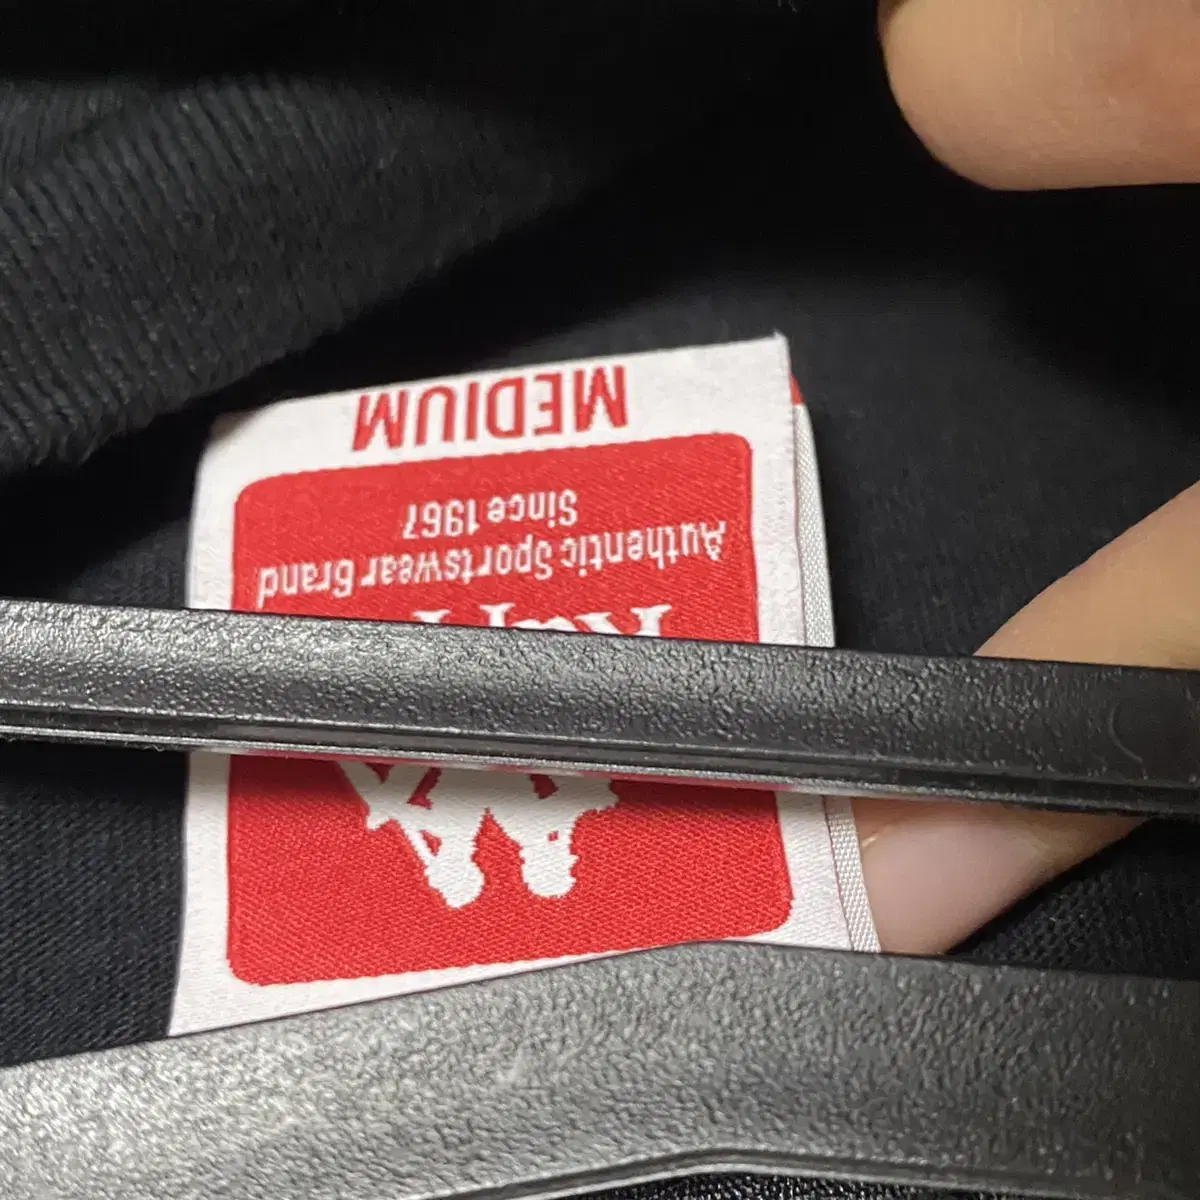 Authentic Sportswear Brand
Since 1967
MEDIUM